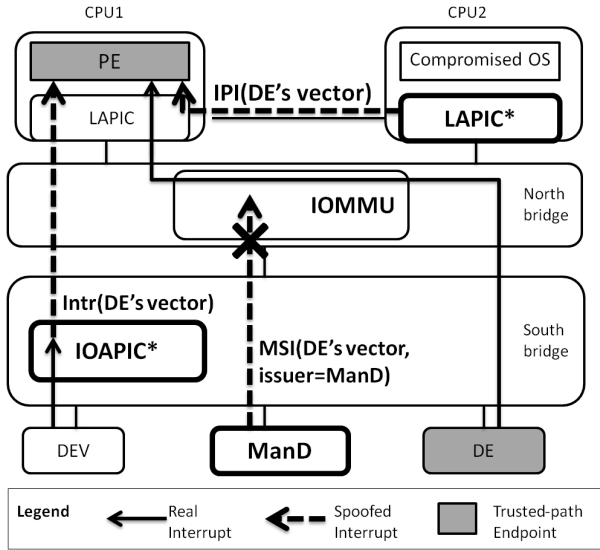 CPU1
CPU2
PE
Compromised OS
IPI(DE's vector)
LAPIC
LAPIC*
IOMMU
North
bridge
Intr(DE's vector)
IOAPIC*
MSI(DE's vector,
issuer=ManD)
South
bridge
DEV
ManD
DE
Legend
Real
Interrupt
Spoofed
Interrupt
Trusted-path
Endpoint